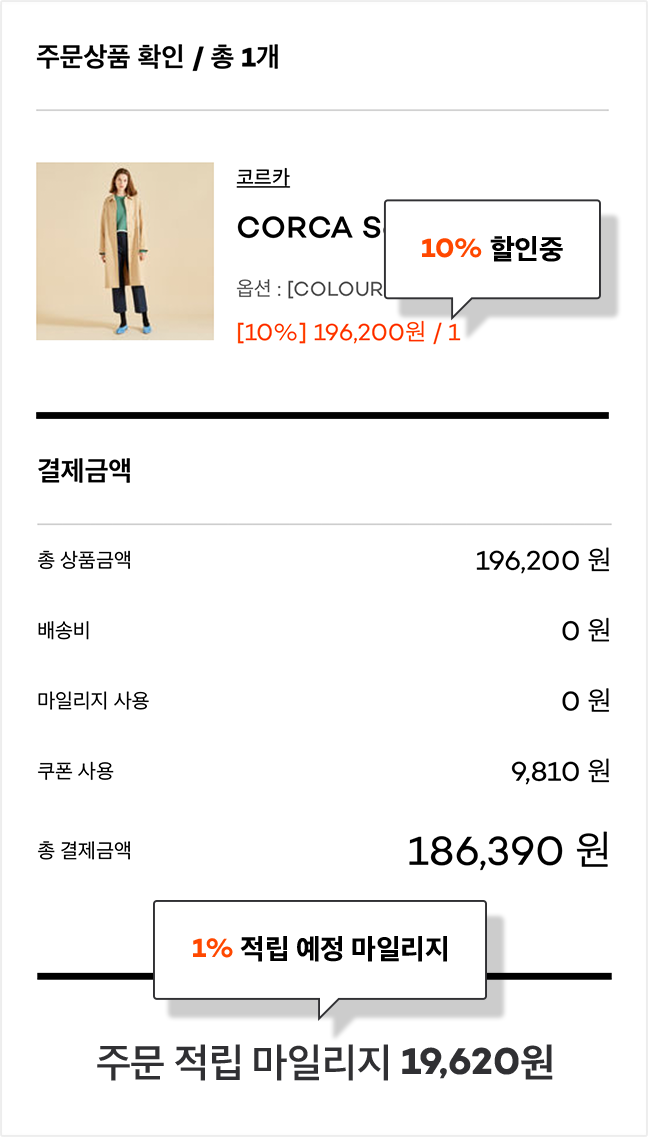 주문상품 확인 / 총 1개
코르카
CORCA
10% 할인중
옵션 : [COLOUR
[10%] 196,200원 / 1
결제금액
총 상품금액 196,200 원
배송비 0 원
마일리지 사용 0 원
쿠폰 사용 9,810 원
총 결제금액 186,390 원
1% 적립 예정 마일리지
주문 적립 마일리지 19,620원